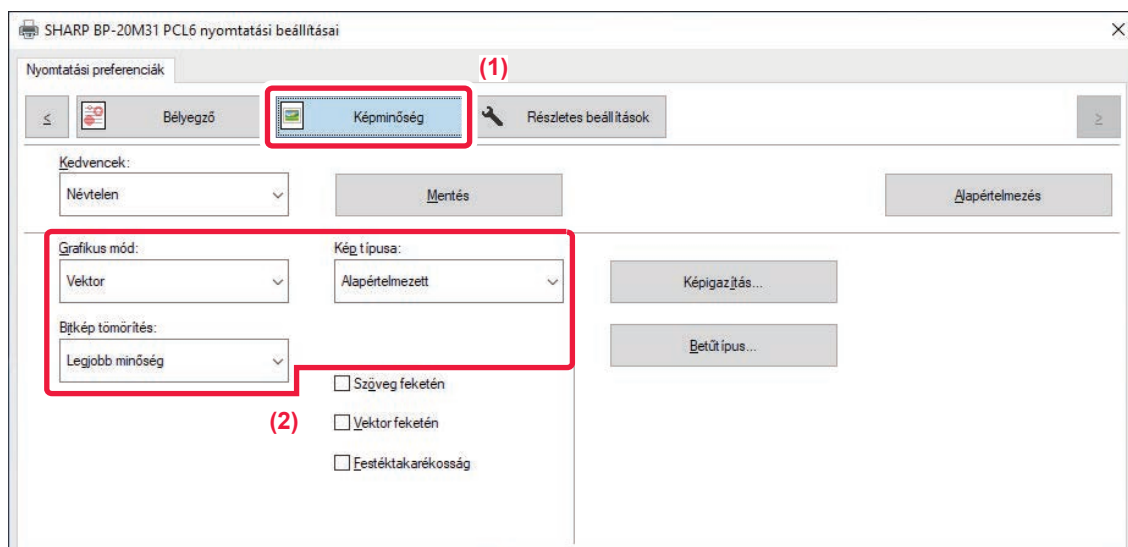 SHARP BP-20M31 PCL6 nyomtatási beállításai
Nyomtatási preferenciák
(1)
< Bélyegző Képminőség Részletes beállítások >
Kedvencek:
Névtelen Mentés Alapértelmezés
Grafikus mód: Kép típusa:
Vektor Alapértelmezett Képigazítás...
Bitkép tömörítés:
Legjobb minőség Betűtípus...
Szöveg feketén
(2) Vektor feketén
Festéktakarékosság